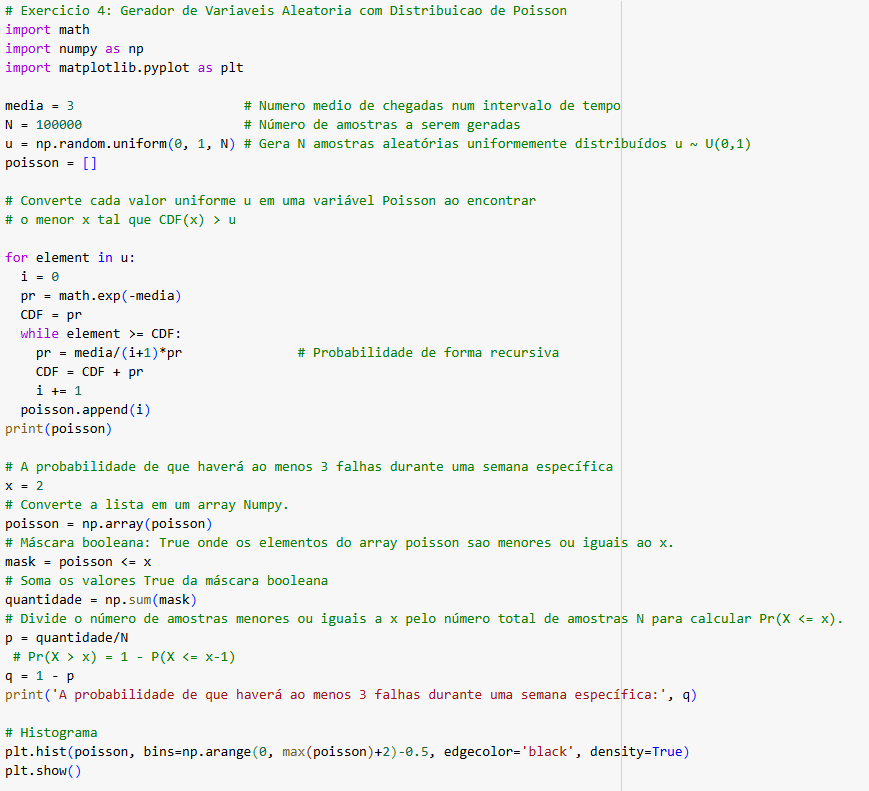 # Exercicio 4: Gerador de Variaveis Aleatoria com Distribuicao de Poisson
import math
import numpy as np
import matplotlib.pyplot as plt

media = 3                      # Numero medio de chegadas num intervalo de tempo
N = 100000                     # Número de amostras a serem geradas
u = np.random.uniform(0, 1, N) # Gera N amostras aleatórias uniformemente distribuídos u ~ U(0,1)
poisson = []

# Converte cada valor uniforme u em uma variável Poisson ao encontrar
# o menor x tal que CDF(x) > u

for element in u:
  i = 0
  pr = math.exp(-media)
  CDF = pr
  while element >= CDF:
    pr = media/(i+1)*pr               # Probabilidade de forma recursiva
    CDF = CDF + pr
    i += 1
  poisson.append(i)
print(poisson)

# A probabilidade de que haverá ao menos 3 falhas durante uma semana específica
x = 2
# Converte a lista em um array Numpy.
poisson = np.array(poisson)
# Máscara booleana: True onde os elementos do array poisson sao menores ou iguais ao x.
mask = poisson <= x
# Soma os valores True da máscara booleana
quantidade = np.sum(mask)
# Divide o número de amostras menores ou iguais a x pelo número total de amostras N para calcular Pr(X <= x).
p = quantidade/N
 # Pr(X > x) = 1 - P(X <= x-1)
q = 1 - p
print('A probabilidade de que haverá ao menos 3 falhas durante uma semana específica:', q)

# Histograma
plt.hist(poisson, bins=np.arange(0, max(poisson)+2)-0.5, edgecolor='black', density=True)
plt.show()